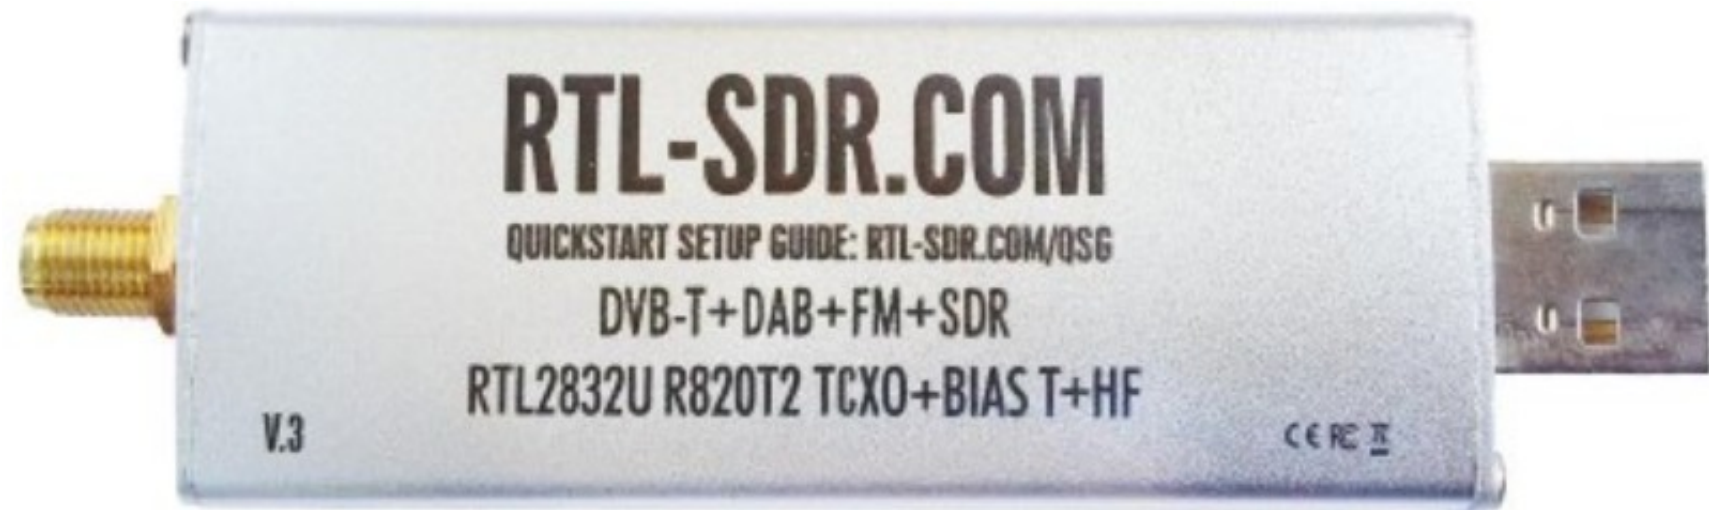 RTL-SDR.COM
QUICKSTART SETUP GUIDE: RTL-SDR.COM/QSG
DVB-T+DAB+FM+SDR
RTL2832U R820T2 TCXO+BIAS T+HF
V.3
CE FC